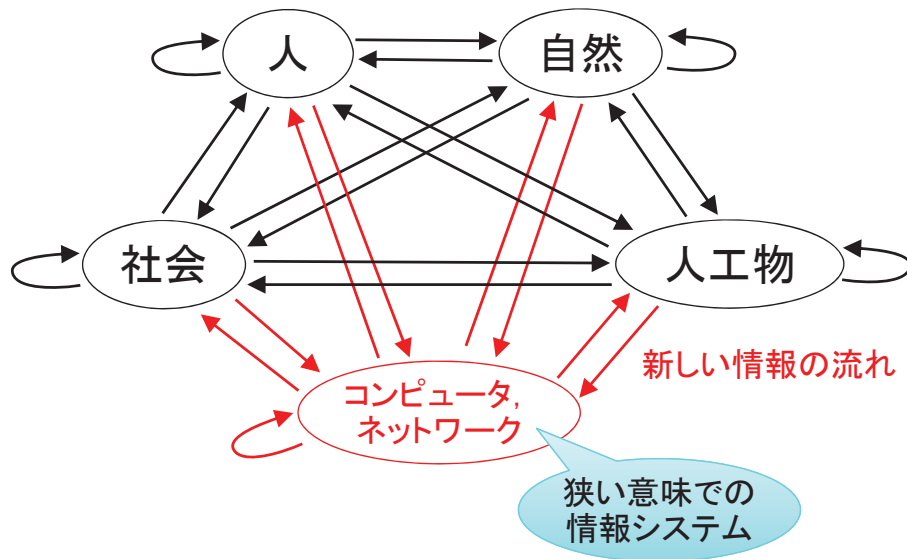 人
自然
社会
人工物
新しい情報の流れ
コンピュータ,
ネットワーク
狭い意味での
情報システム